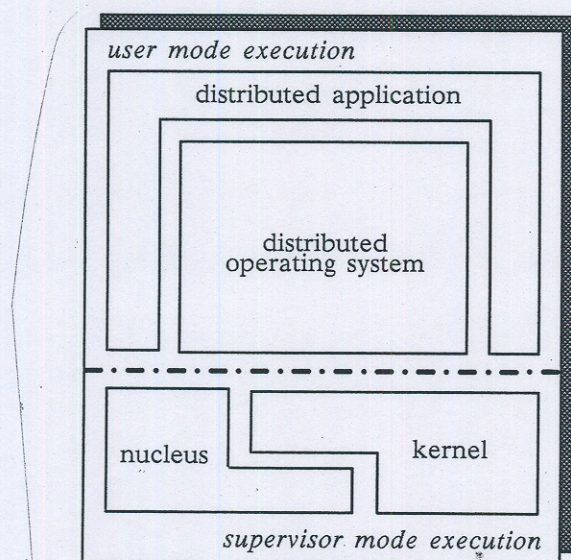 user mode execution
distributed application
distributed
operating system
nucleus
kernel
supervisor mode execution